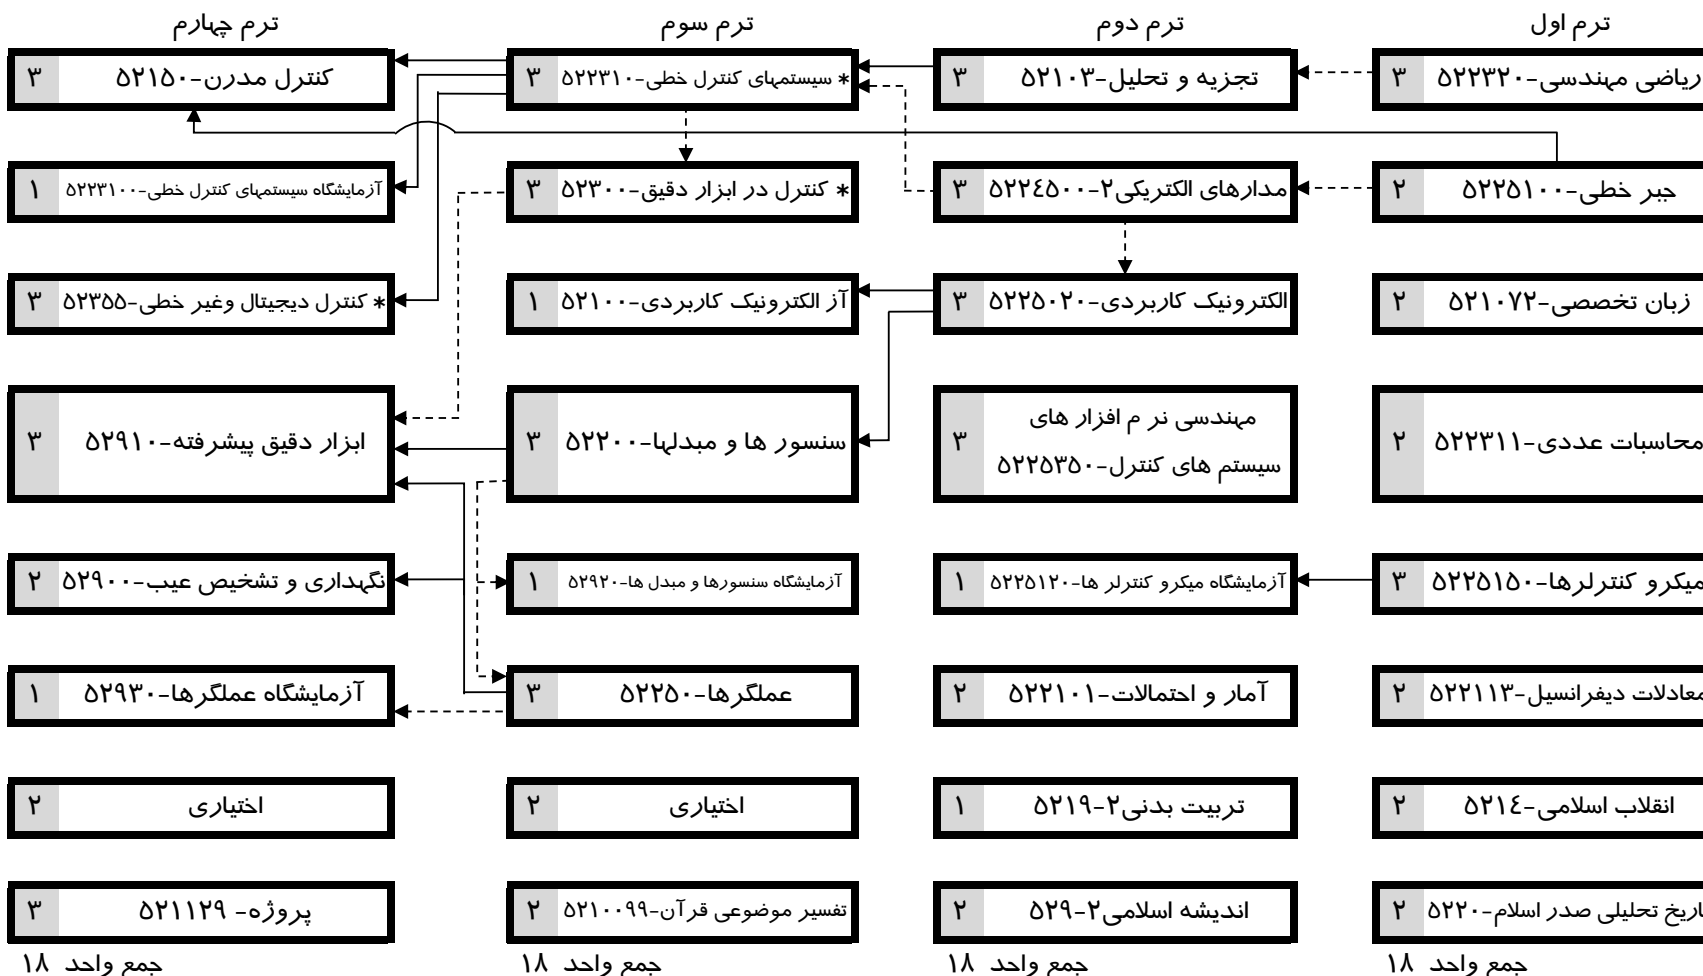 ترم اول
ترم دوم
ترم سوم
ترم چهارم
ریاضی مهندسی-۵۲۲۳۲۰ ۳
تجزیه و تحلیل-۵۲۱۰۳ ۳
* سیستمهای کنترل خطی-۵۲۲۳۱۰ ۳
کنترل مدرن-۵۲۱۵۰ ۳
جبر خطی-۵۲۲۵۱۰۰ ۲
مدارهای الکتریکی۲-۵۲۲۴۵۰۰ ۳
* کنترل در ابزار دقیق-۵۲۳۰۰ ۳
آزمایشگاه سیستمهای کنترل خطی-۵۲۲۳۱۰۰ ۱
زبان تخصصی-۵۲۱۰۷۲ ۲
الکترونیک کاربردی-۵۲۲۵۰۲۰ ۳
آز الکترونیک کاربردی-۵۲۱۰۰ ۱
* کنترل دیجیتال وغیر خطی-۵۲۳۵۵ ۳
محاسبات عددی-۵۲۲۳۱۱ ۲
مهندسی نر م افزار های
سیستم های کنترل-۵۲۲۵۳۵۰ ۳
سنسور ها و مبدلها-۵۲۲۰۰ ۳
ابزار دقیق پیشرفته-۵۲۹۱۰ ۳
میکرو کنترلرها-۵۲۲۵۱۵۰ ۳
آزمایشگاه میکرو کنترلر ها-۵۲۲۵۱۲۰ ۱
آزمایشگاه سنسورها و مبدل ها-۵۲۹۲۰ ۱
نگهداری و تشخیص عیب-۵۲۹۰۰ ۲
معادلات دیفرانسیل-۵۲۲۱۱۳ ۲
آمار و احتمالات-۵۲۲۱۰۱ ۲
عملگرها-۵۲۲۵۰ ۳
آزمایشگاه عملگرها-۵۲۹۳۰ ۱
انقلاب اسلامی-۵۲۱۴ ۲
تربیت بدنی۲-۵۲۱۹ ۱
اختیاری ۲
اختیاری ۲
تاریخ تحلیلی صدر اسلام-۵۲۲۰ ۲
اندیشه اسلامی۲-۵۲۹ ۲
تفسیر موضوعی قرآن-۵۲۱۰۰۹۹ ۲
پروژه- ۵۲۱۱۲۹ ۳
جمع واحد ۱۸
جمع واحد ۱۸
جمع واحد ۱۸
جمع واحد ۱۸